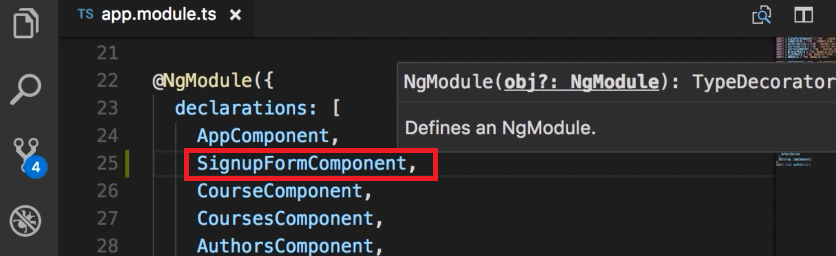 TS app.module.ts ×
21
22 @NgModule({
NgModule(obj?: NgModule): TypeDecorator
23 declarations: [
Defines an NgModule.
24 AppComponent,
25 SignupFormComponent,
26 CourseComponent,
27 CoursesComponent,
28 AuthorsComponent,
4